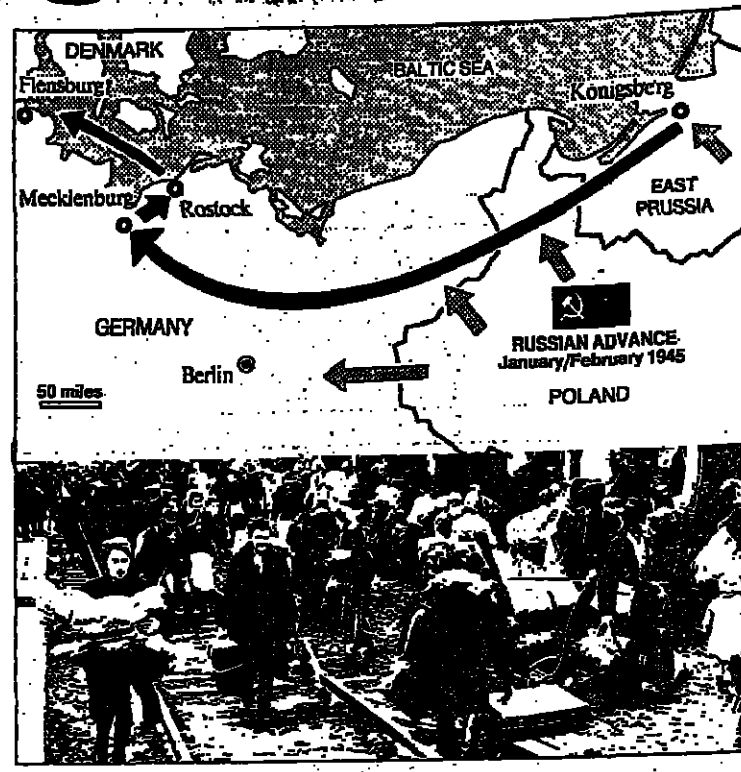 DENMARK
Flensburg
BALTIC SEA
Königsberg
Mecklenburg
Rostock
EAST
PRUSSIA
GERMANY
RUSSIAN ADVANCE
January/February 1945
Berlin
50 miles
POLAND